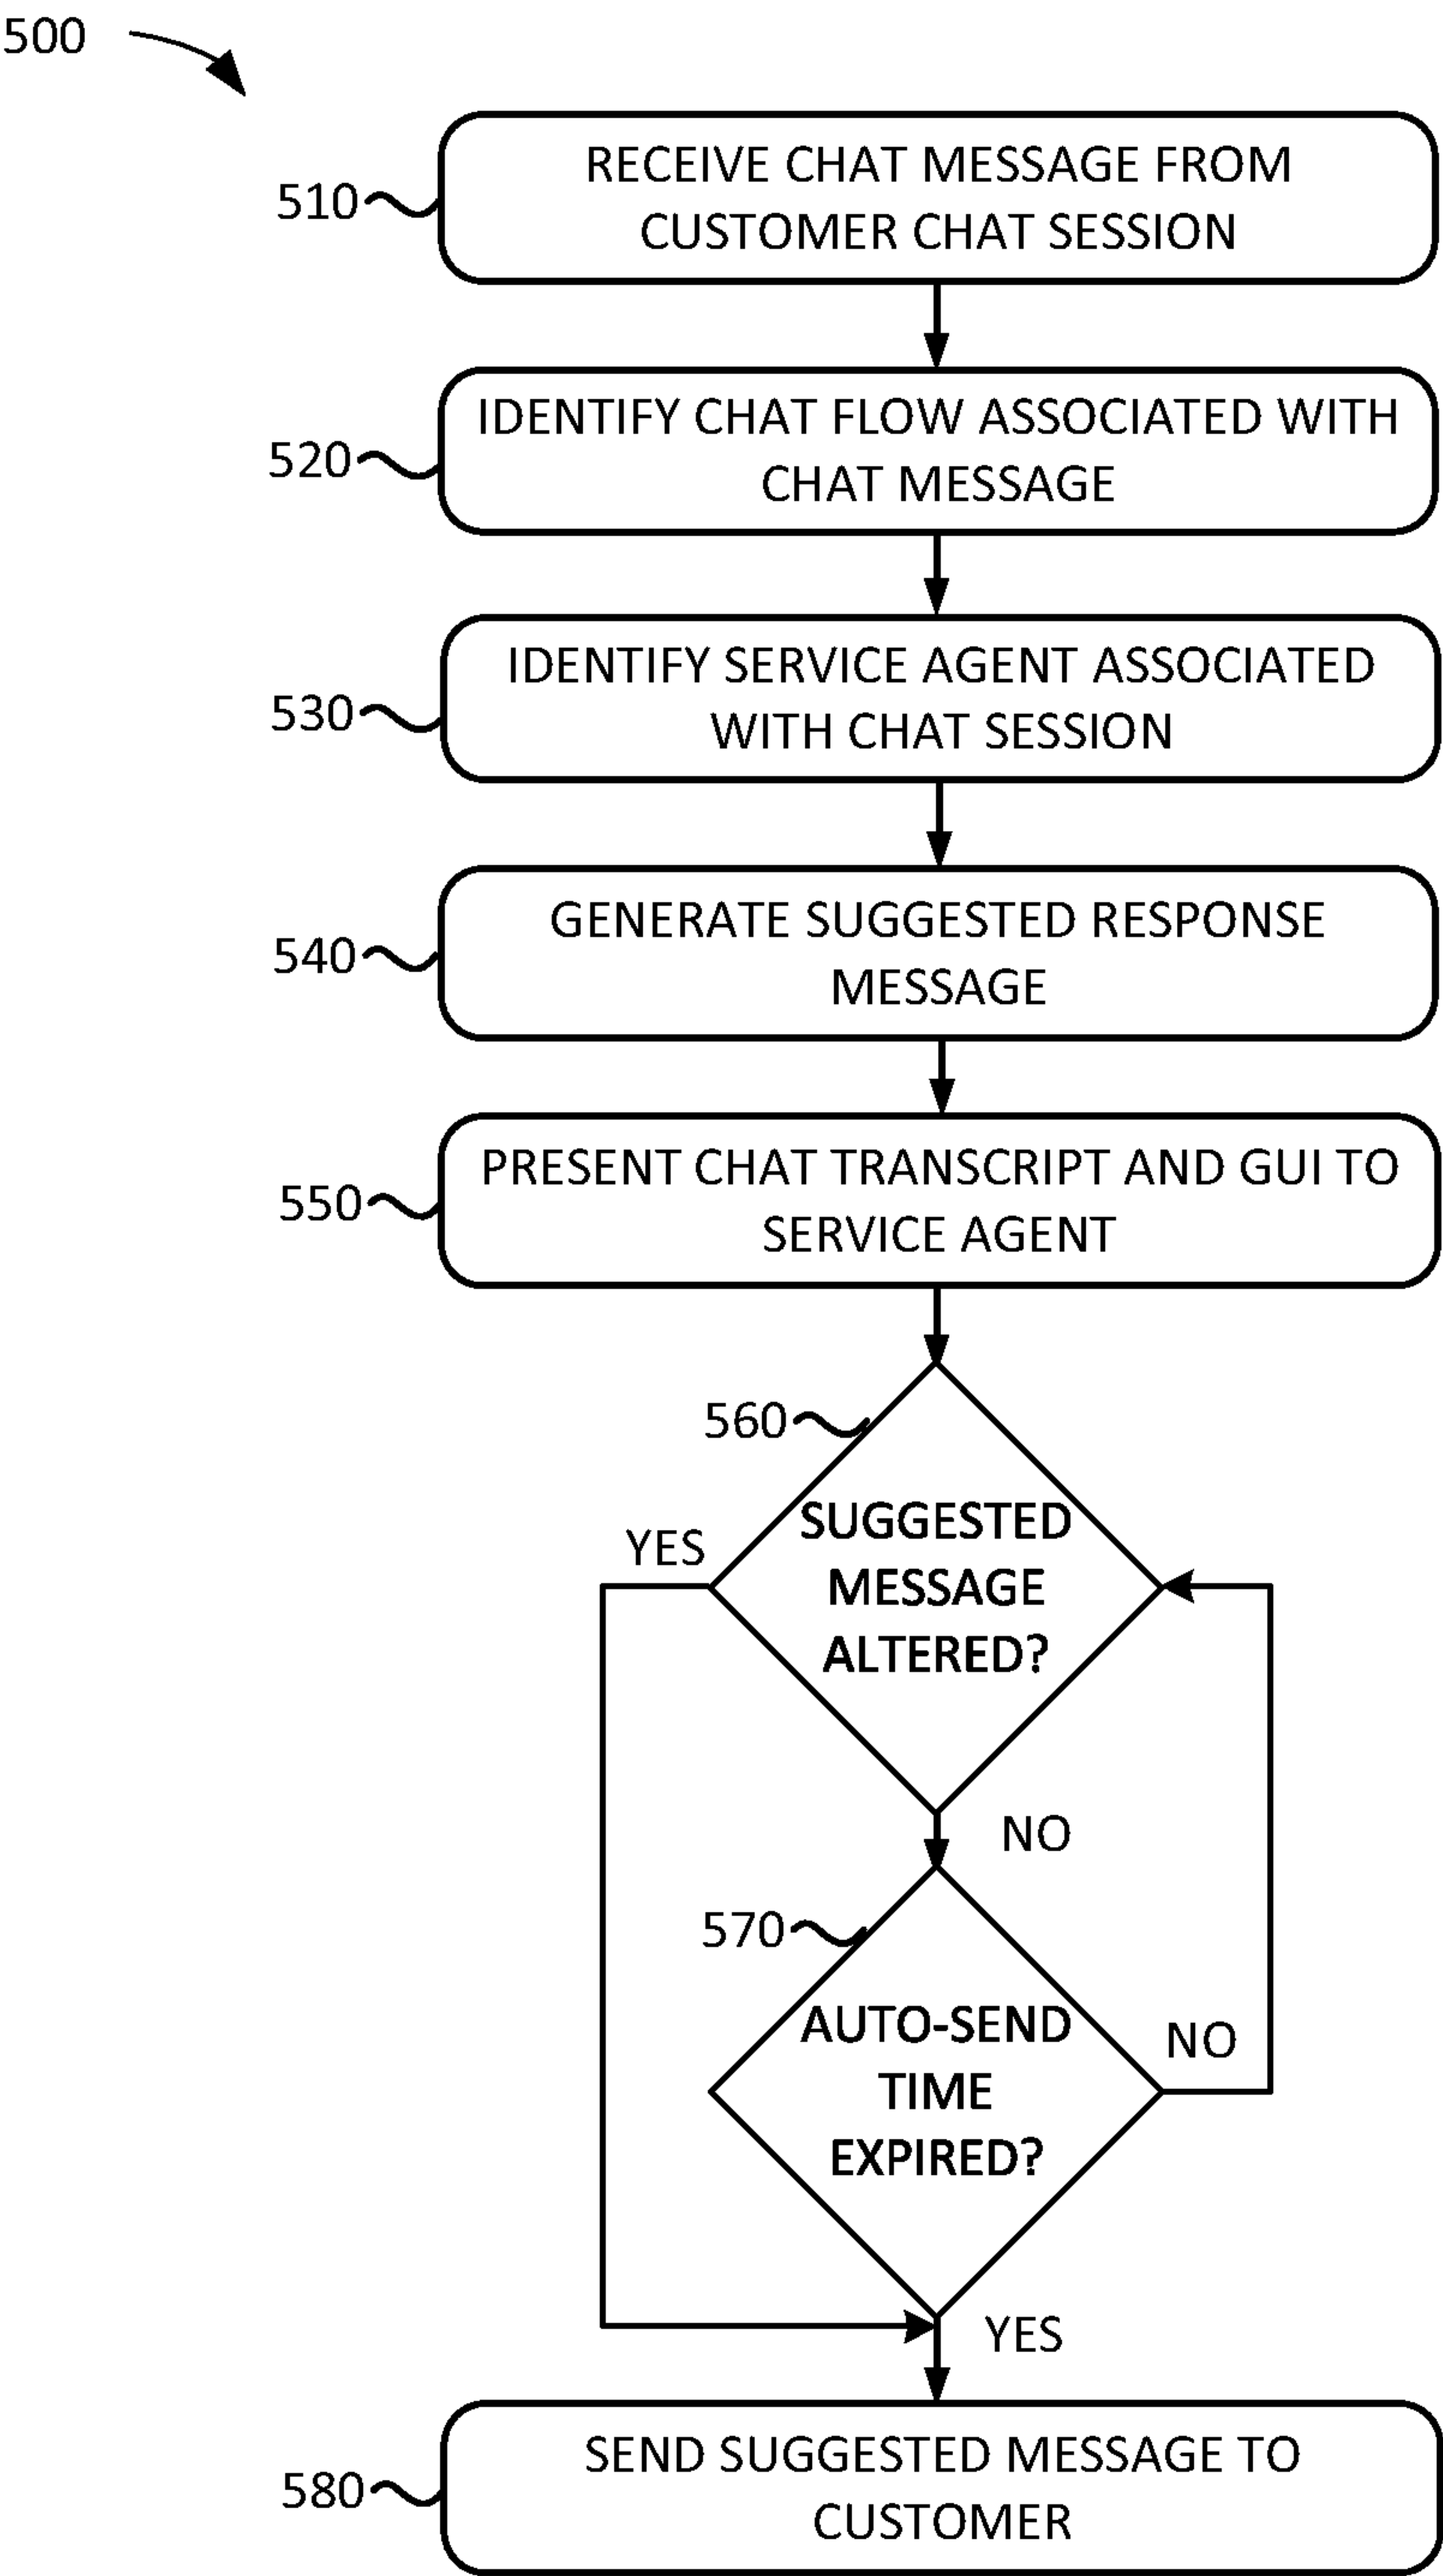 500
510
RECEIVE CHAT MESSAGE FROM
CUSTOMER CHAT SESSION
520
IDENTIFY CHAT FLOW ASSOCIATED WITH
CHAT MESSAGE
530
IDENTIFY SERVICE AGENT ASSOCIATED
WITH CHAT SESSION
540
GENERATE SUGGESTED RESPONSE
MESSAGE
550
PRESENT CHAT TRANSCRIPT AND GUI TO
SERVICE AGENT
560
SUGGESTED
MESSAGE
ALTERED?
YES
NO
570
AUTO-SEND
TIME
EXPIRED?
NO
YES
580
SEND SUGGESTED MESSAGE TO
CUSTOMER